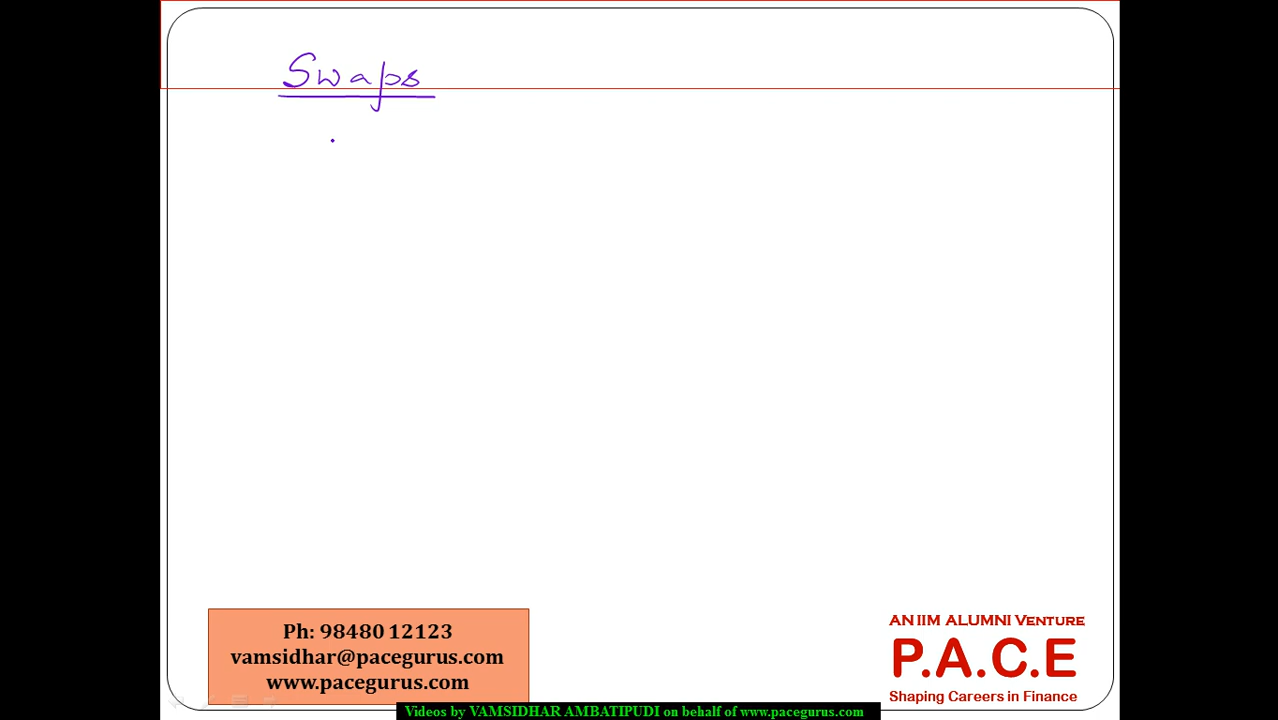 Swaps
Ph: 98480 12123
vamsidhar@pacegurus.com
www.pacegurus.com
AN IIM ALUMNI VENTURE
P.A.C.E
Shaping Careers in Finance
Videos by VAMSIDHAR AMBATIPUDI on behalf of www.pacegurus.com